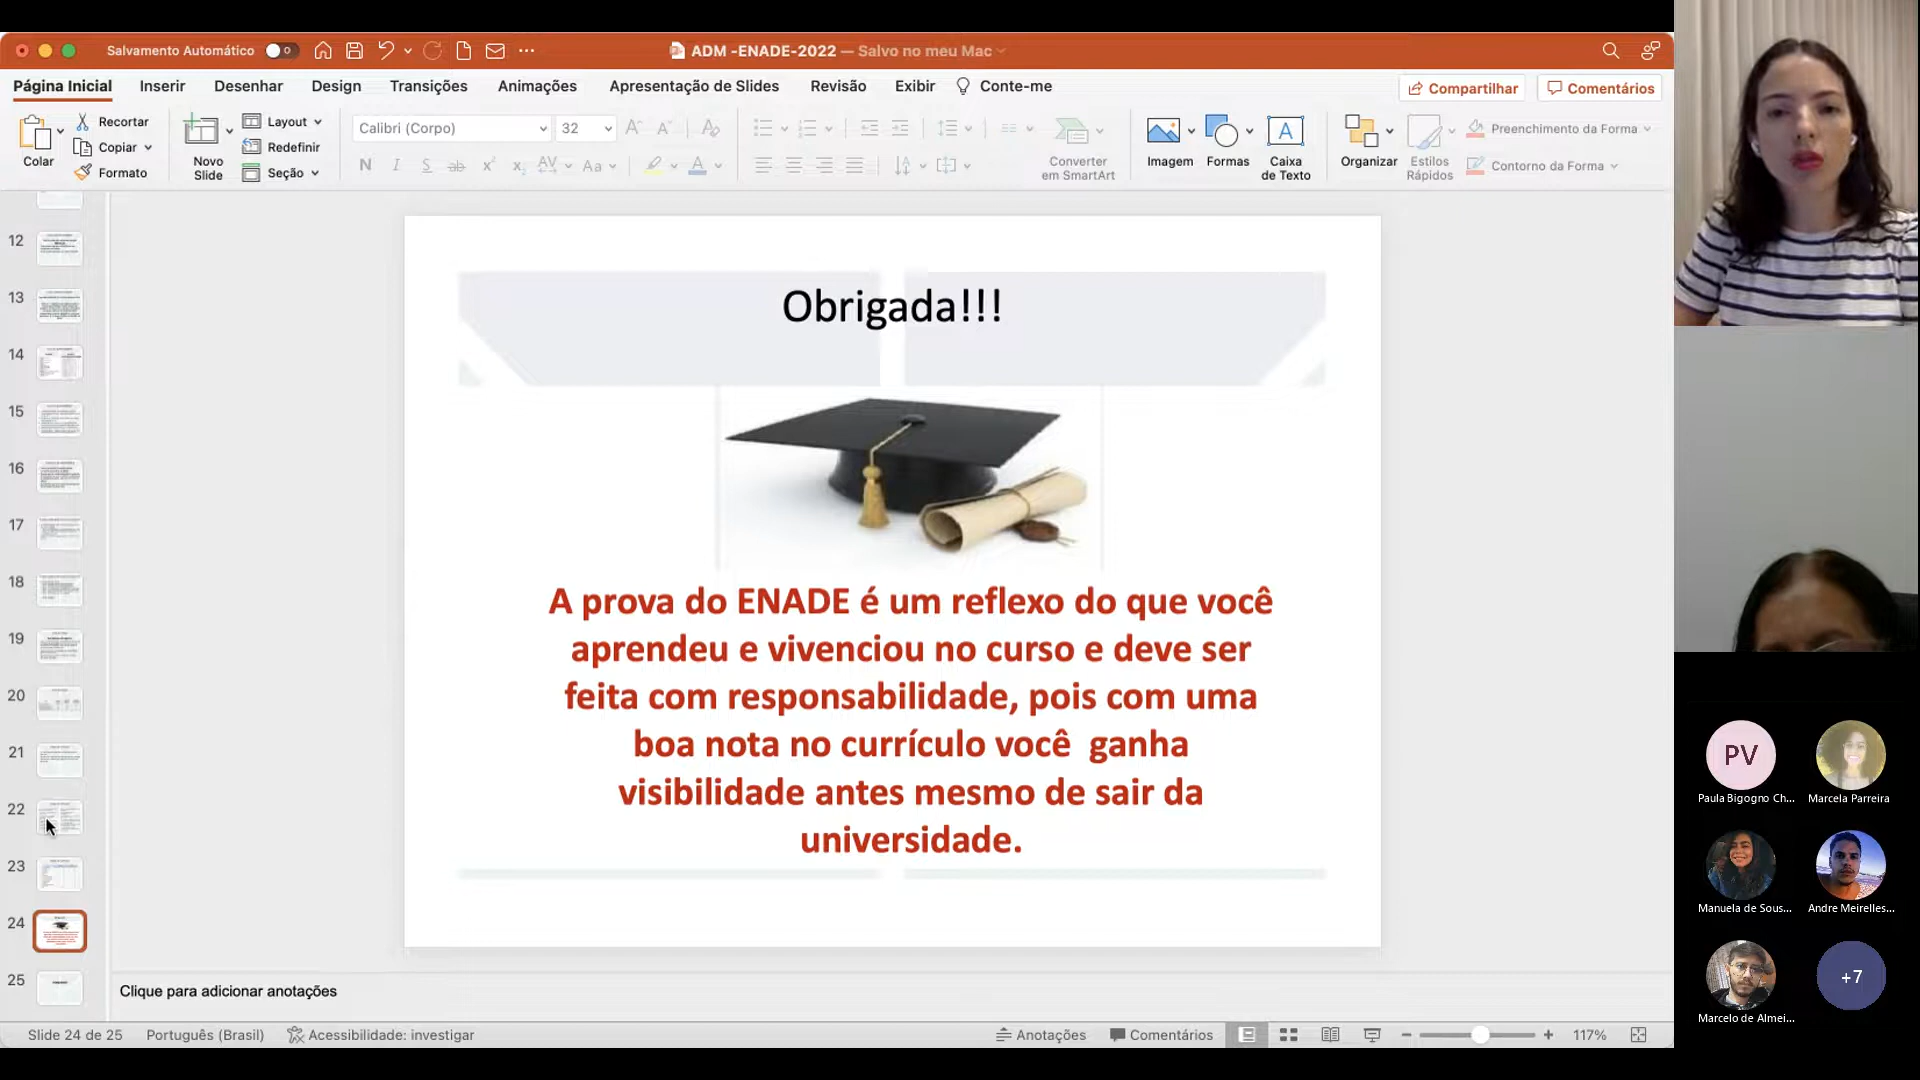 Salvamento Automático
ADM -ENADE-2022 — Salvo no meu Mac
Página Inicial Inserir Desenhar Design Transições Animações Apresentação de Slides Revisão Exibir Conte-me
Compartilhar Comentários
Colar
Recortar
Copiar
Formato
Novo
Slide
Layout
Redefinir
Seção
Calibri (Corpo) 32
Converter
em SmartArt
Imagem
Formas
Caixa
de Texto
Organizar
Estilos
Rápidos
Preenchimento da Forma
Contorno da Forma
12
13
14
15
16
17
18
19
20
21
22
23
24
25
Obrigada!!!
A prova do ENADE é um reflexo do que você
aprendeu e vivenciou no curso e deve ser
feita com responsabilidade, pois com uma
boa nota no currículo você ganha
visibilidade antes mesmo de sair da
universidade.
Clique para adicionar anotações
Slide 24 de 25 Português (Brasil) Acessibilidade: investigar Anotações Comentários 117%
PV
Paula Bigogno Ch... Marcela Parreira
Manuela de Sous... Andre Meirelles...
Marcelo de Almei... +7